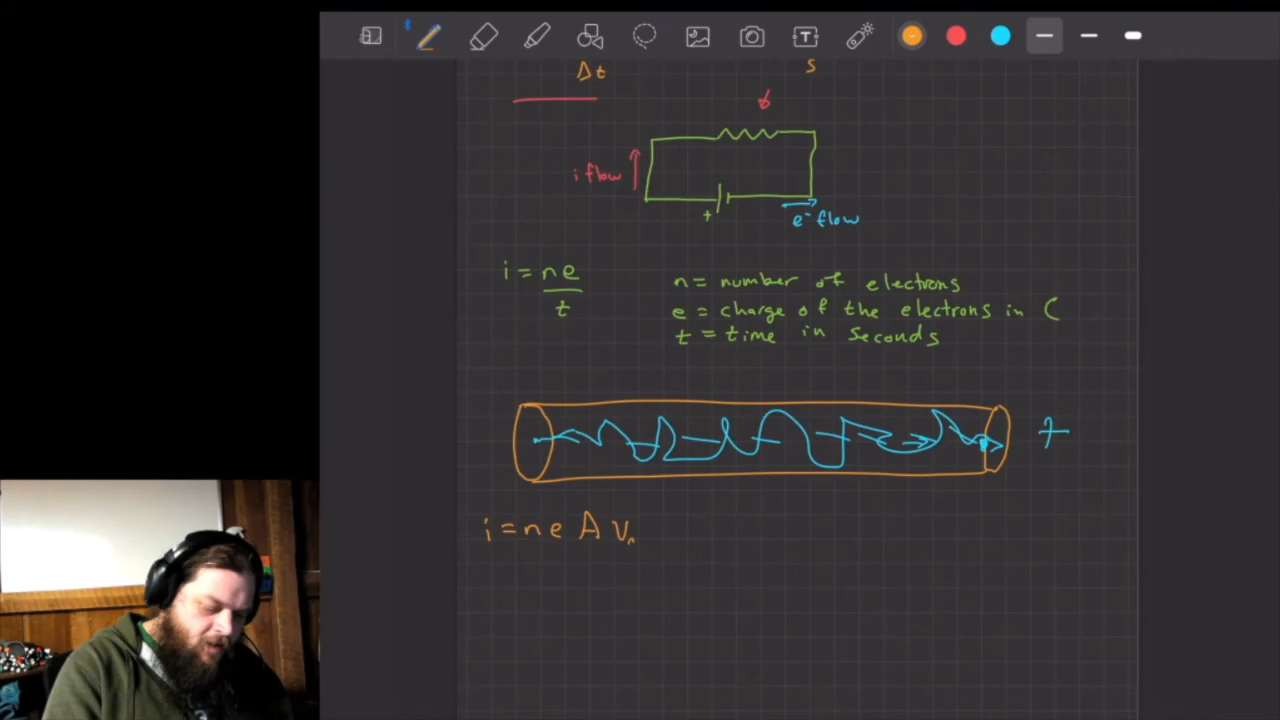 Δt
s
i flow
+
e⁻ flow
i = ne
t
n = number of electrons
e = charge of the electrons in C
t = time in seconds
+
i = n e A v